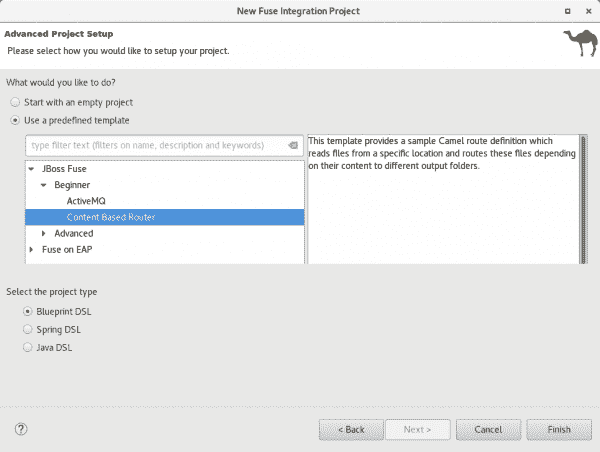 New Fuse Integration Project
Advanced Project Setup
Please select how you would like to setup your project.
What would you like to do?
Start with an empty project
Use a predefined template
type filter text (filters on name, description and keywords)
This template provides a sample Camel route definition which
reads files from a specific location and routes these files depending
on their content to different output folders.
JBoss Fuse
Beginner
ActiveMQ
Content Based Router
Advanced
Fuse on EAP
Select the project type
Blueprint DSL
Spring DSL
Java DSL
?
< Back
Next >
Cancel
Finish